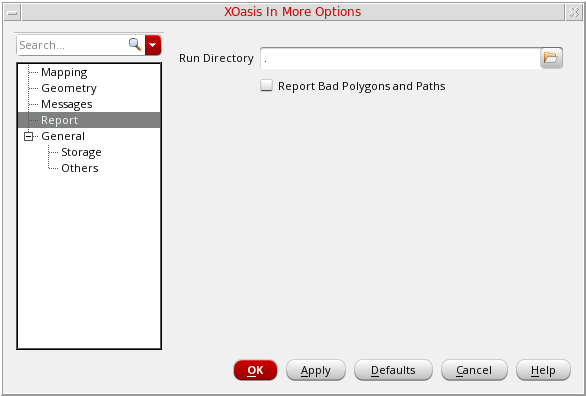 XOasis In More Options
Search...
Mapping
Geometry
Messages
Report
General
Storage
Others
Run Directory
.
Report Bad Polygons and Paths
OK
Apply
Defaults
Cancel
Help